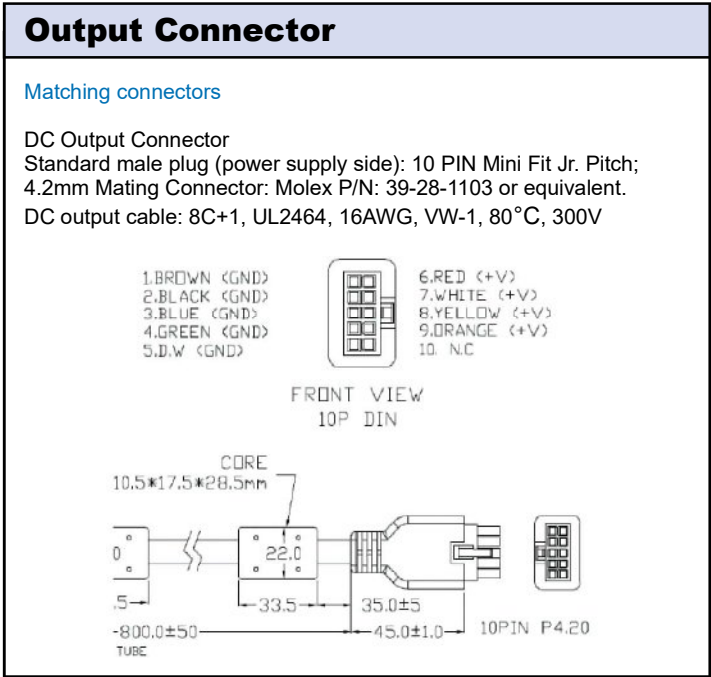 Output Connector
Matching connectors
DC Output Connector
Standard male plug (power supply side): 10 PIN Mini Fit Jr. Pitch;
4.2mm Mating Connector: Molex P/N: 39-28-1103 or equivalent.
DC output cable: 8C+1, UL2464, 16AWG, VW-1, 80°C, 300V
1.BROWN (GND)
2.BLACK (GND)
3.BLUE (GND)
4.GREEN (GND)
5.D.W (GND)
6.RED (+V)
7.WHITE (+V)
8.YELLOW (+V)
9.ORANGE (+V)
10. N.C
FRONT VIEW
10P DIN
CORE
10.5*17.5*28.5mm
0
22.0
.5
33.5
35.0±5
-800.0±50
45.0±1.0
10PIN P4.20
TUBE